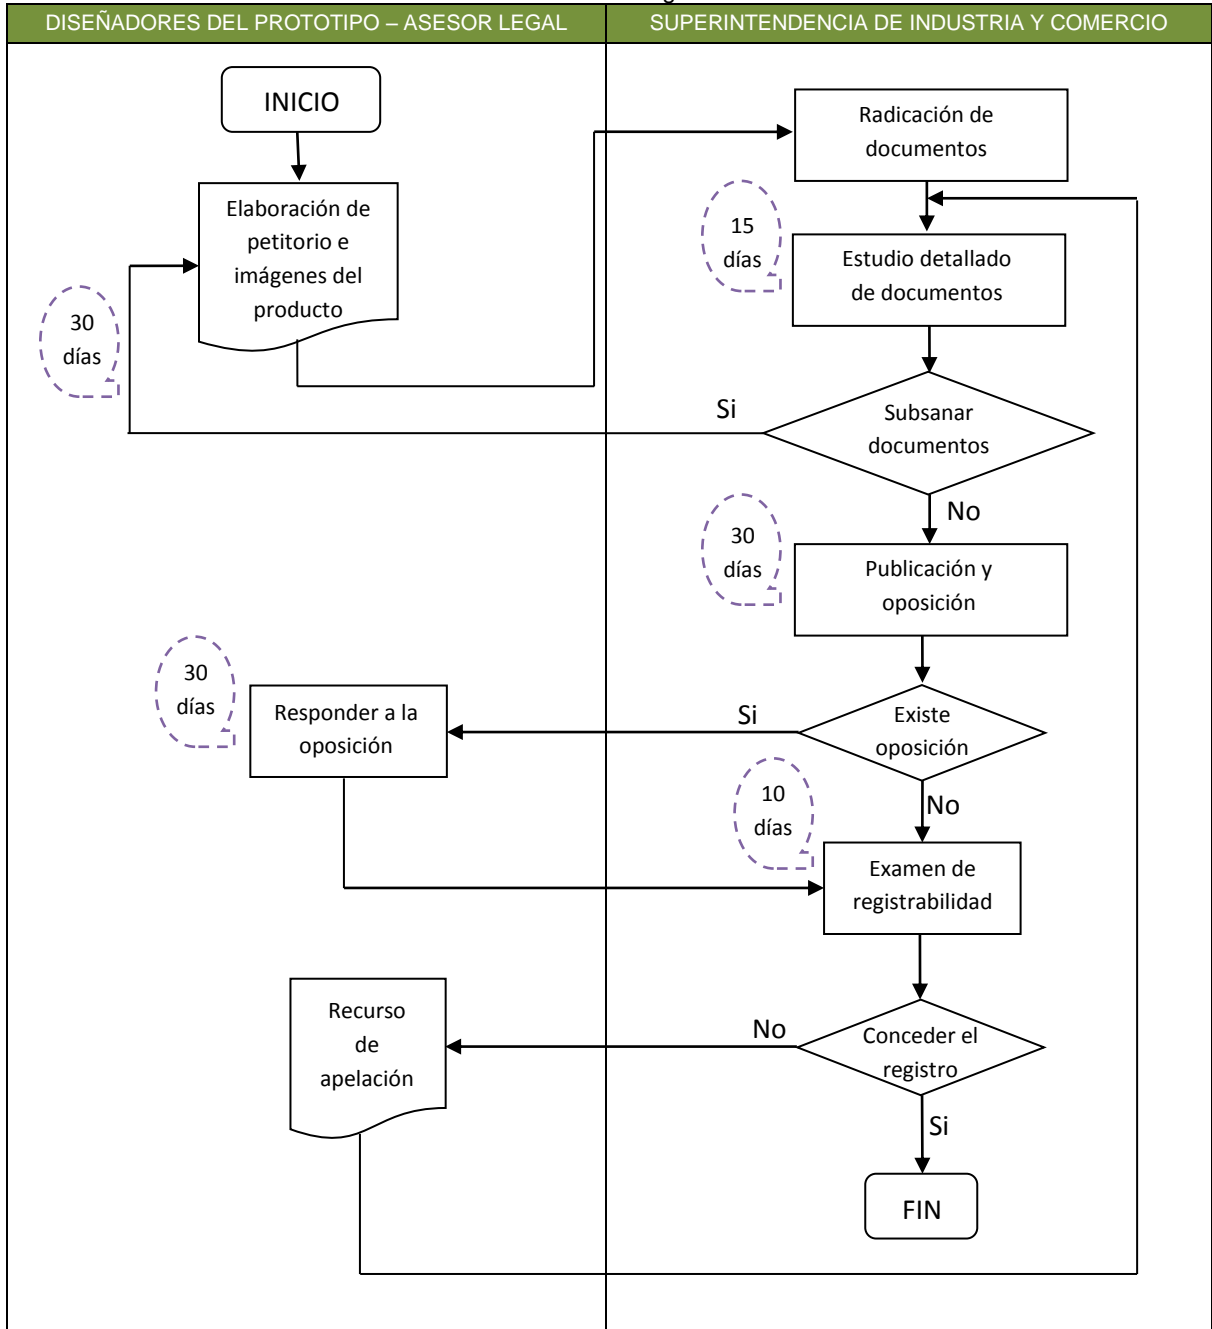 DISEÑADORES DEL PROTOTIPO – ASESOR LEGAL
SUPERINTENDENCIA DE INDUSTRIA Y COMERCIO
INICIO
Radicación de
documentos
Elaboración de
petitorio e
imágenes del
producto
15
días
Estudio detallado
de documentos
30
días
Si
Subsanar
documentos
No
30
días
Publicación y
oposición
30
días
Responder a la
oposición
Si
Existe
oposición
No
10
días
Examen de
registrabilidad
Recurso
de
apelación
No
Conceder el
registro
Si
FIN